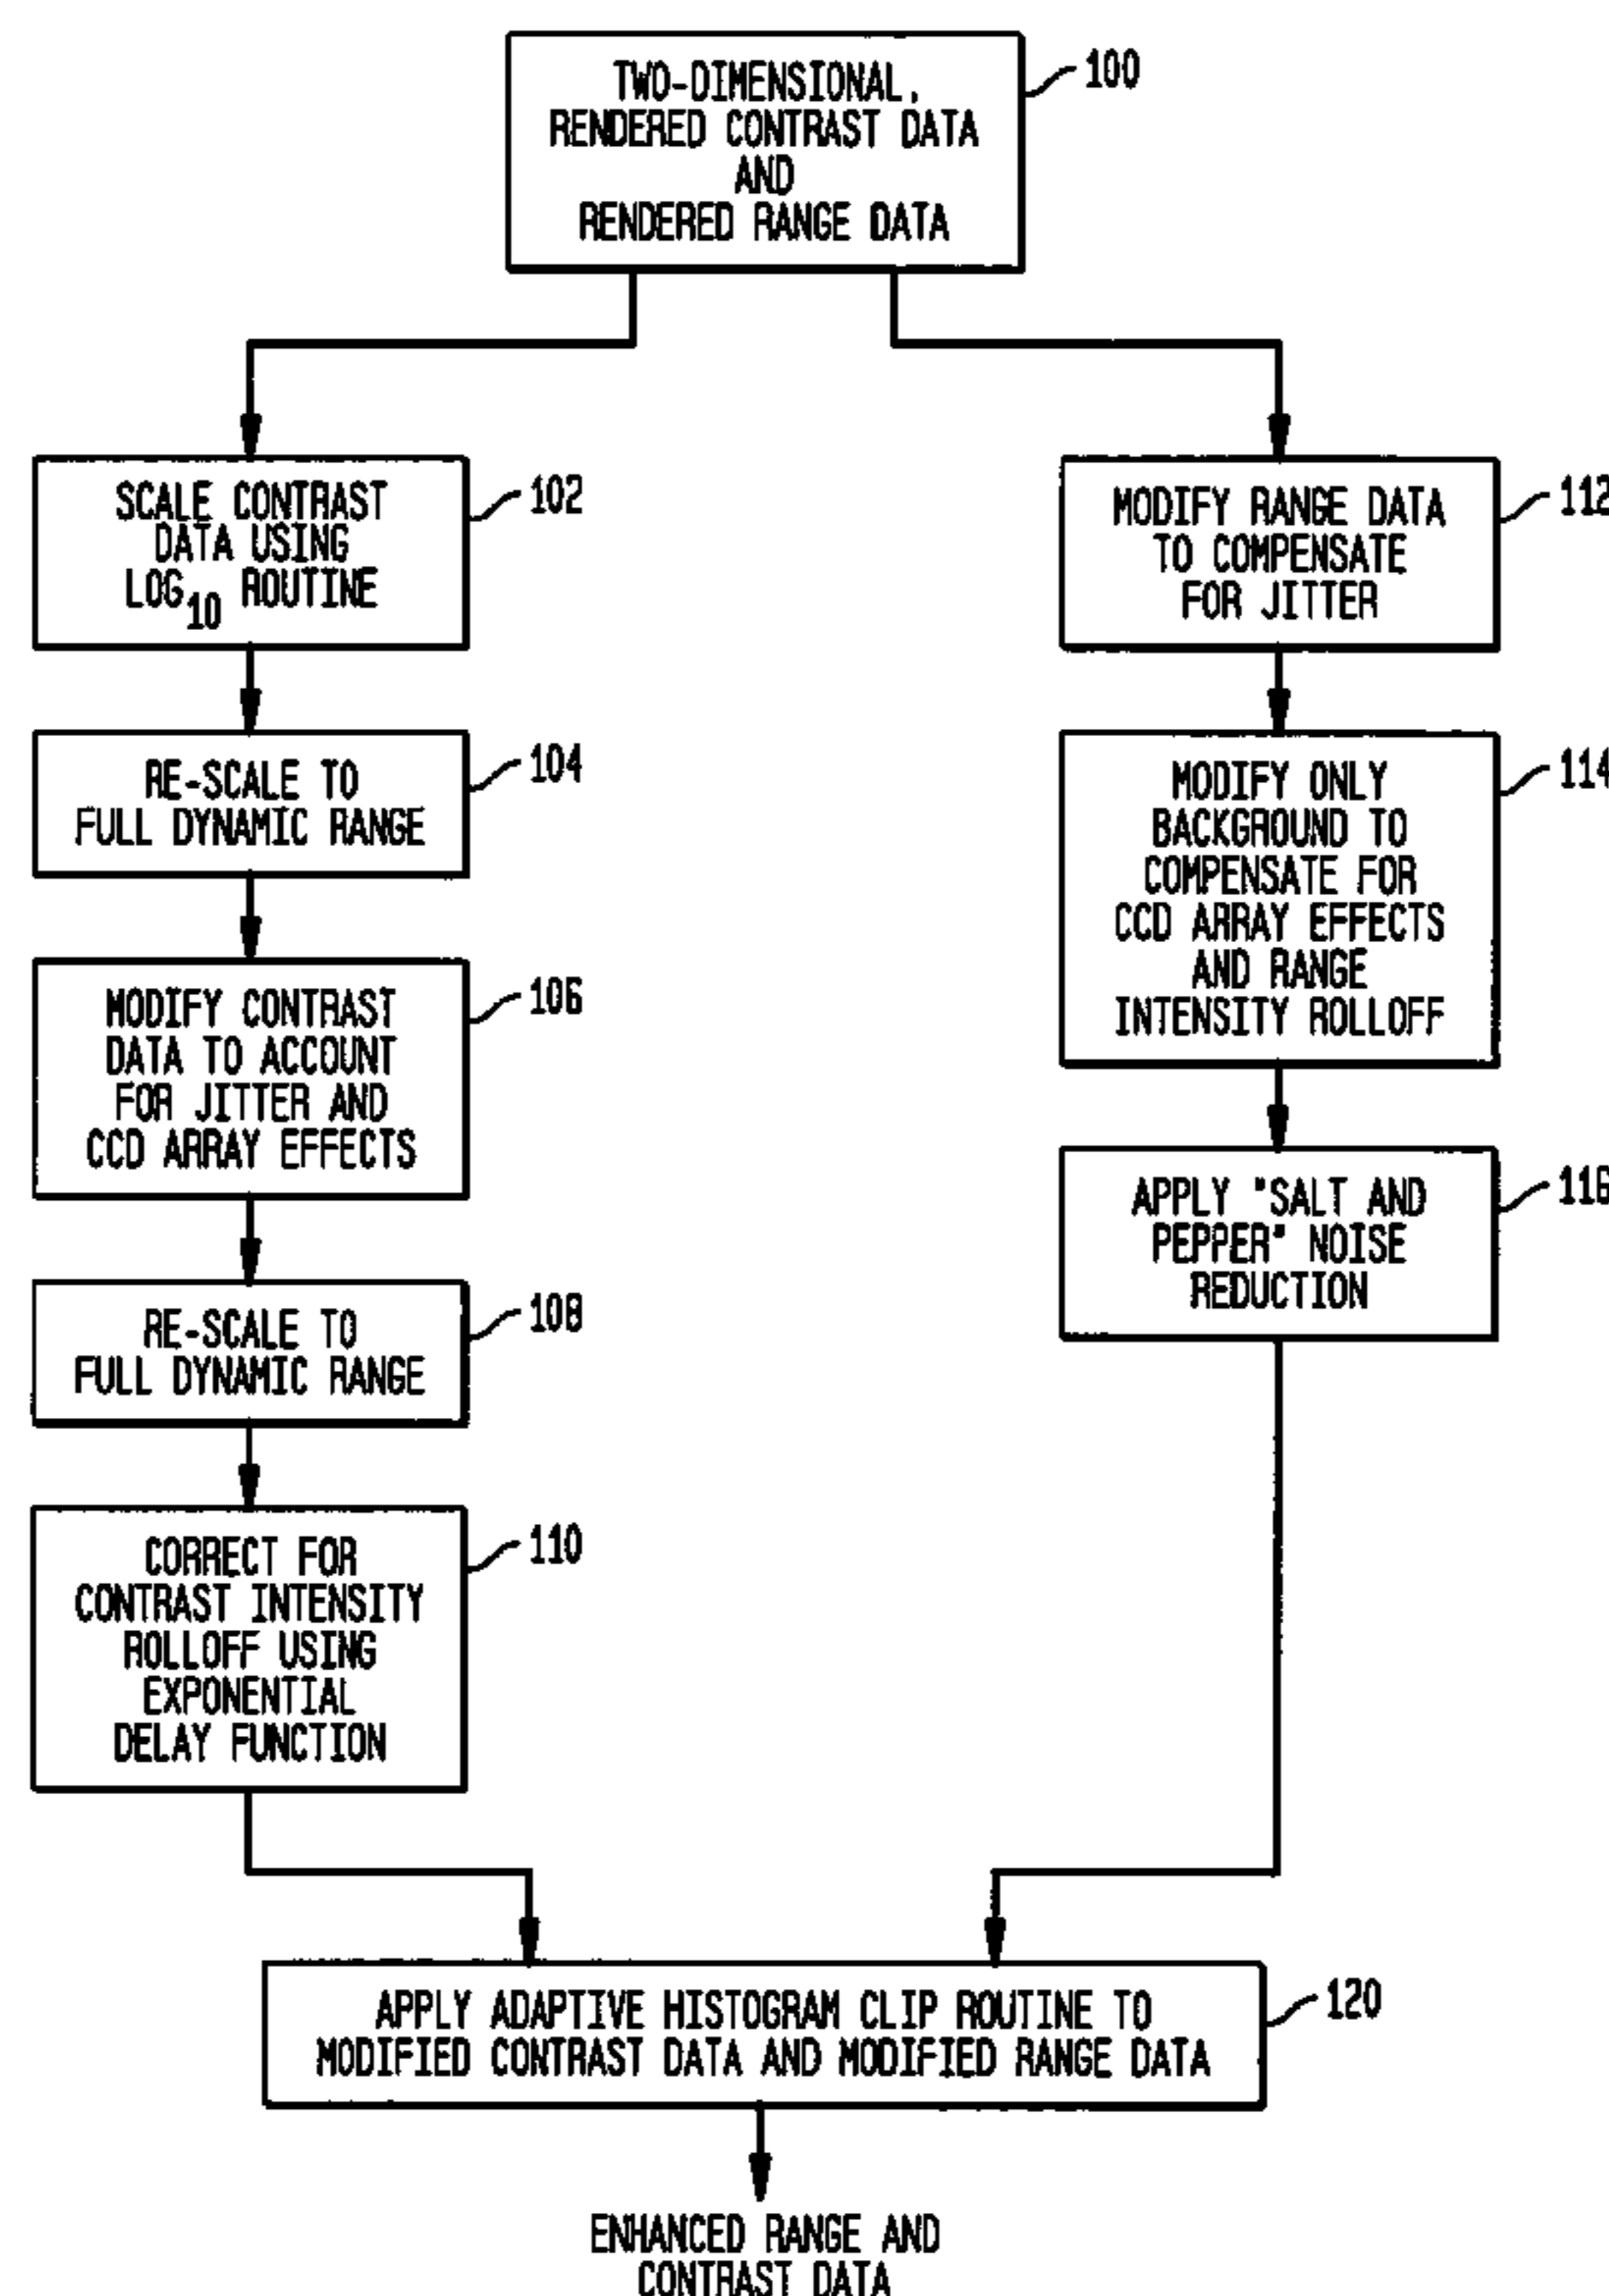 TWO-DIMENSIONAL,
RENDERED CONTRAST DATA
AND
RENDERED RANGE DATA
100
SCALE CONTRAST
DATA USING
LOG10 ROUTINE
102
RE-SCALE TO
FULL DYNAMIC RANGE
104
MODIFY CONTRAST
DATA TO ACCOUNT
FOR JITTER AND
CCD ARRAY EFFECTS
106
RE-SCALE TO
FULL DYNAMIC RANGE
108
CORRECT FOR
CONTRAST INTENSITY
ROLLOFF USING
EXPONENTIAL
DELAY FUNCTION
110
MODIFY RANGE DATA
TO COMPENSATE
FOR JITTER
112
MODIFY ONLY
BACKGROUND TO
COMPENSATE FOR
CCD ARRAY EFFECTS
AND RANGE
INTENSITY ROLLOFF
114
APPLY "SALT AND
PEPPER" NOISE
REDUCTION
116
APPLY ADAPTIVE HISTOGRAM CLIP ROUTINE TO
MODIFIED CONTRAST DATA AND MODIFIED RANGE DATA
120
ENHANCED RANGE AND
CONTRAST DATA